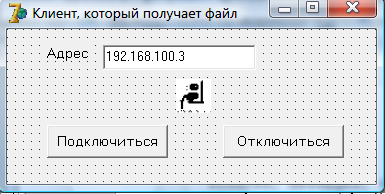 Клиент, который получает файл
Адрес 192.168.100.3
Подключиться Отключиться